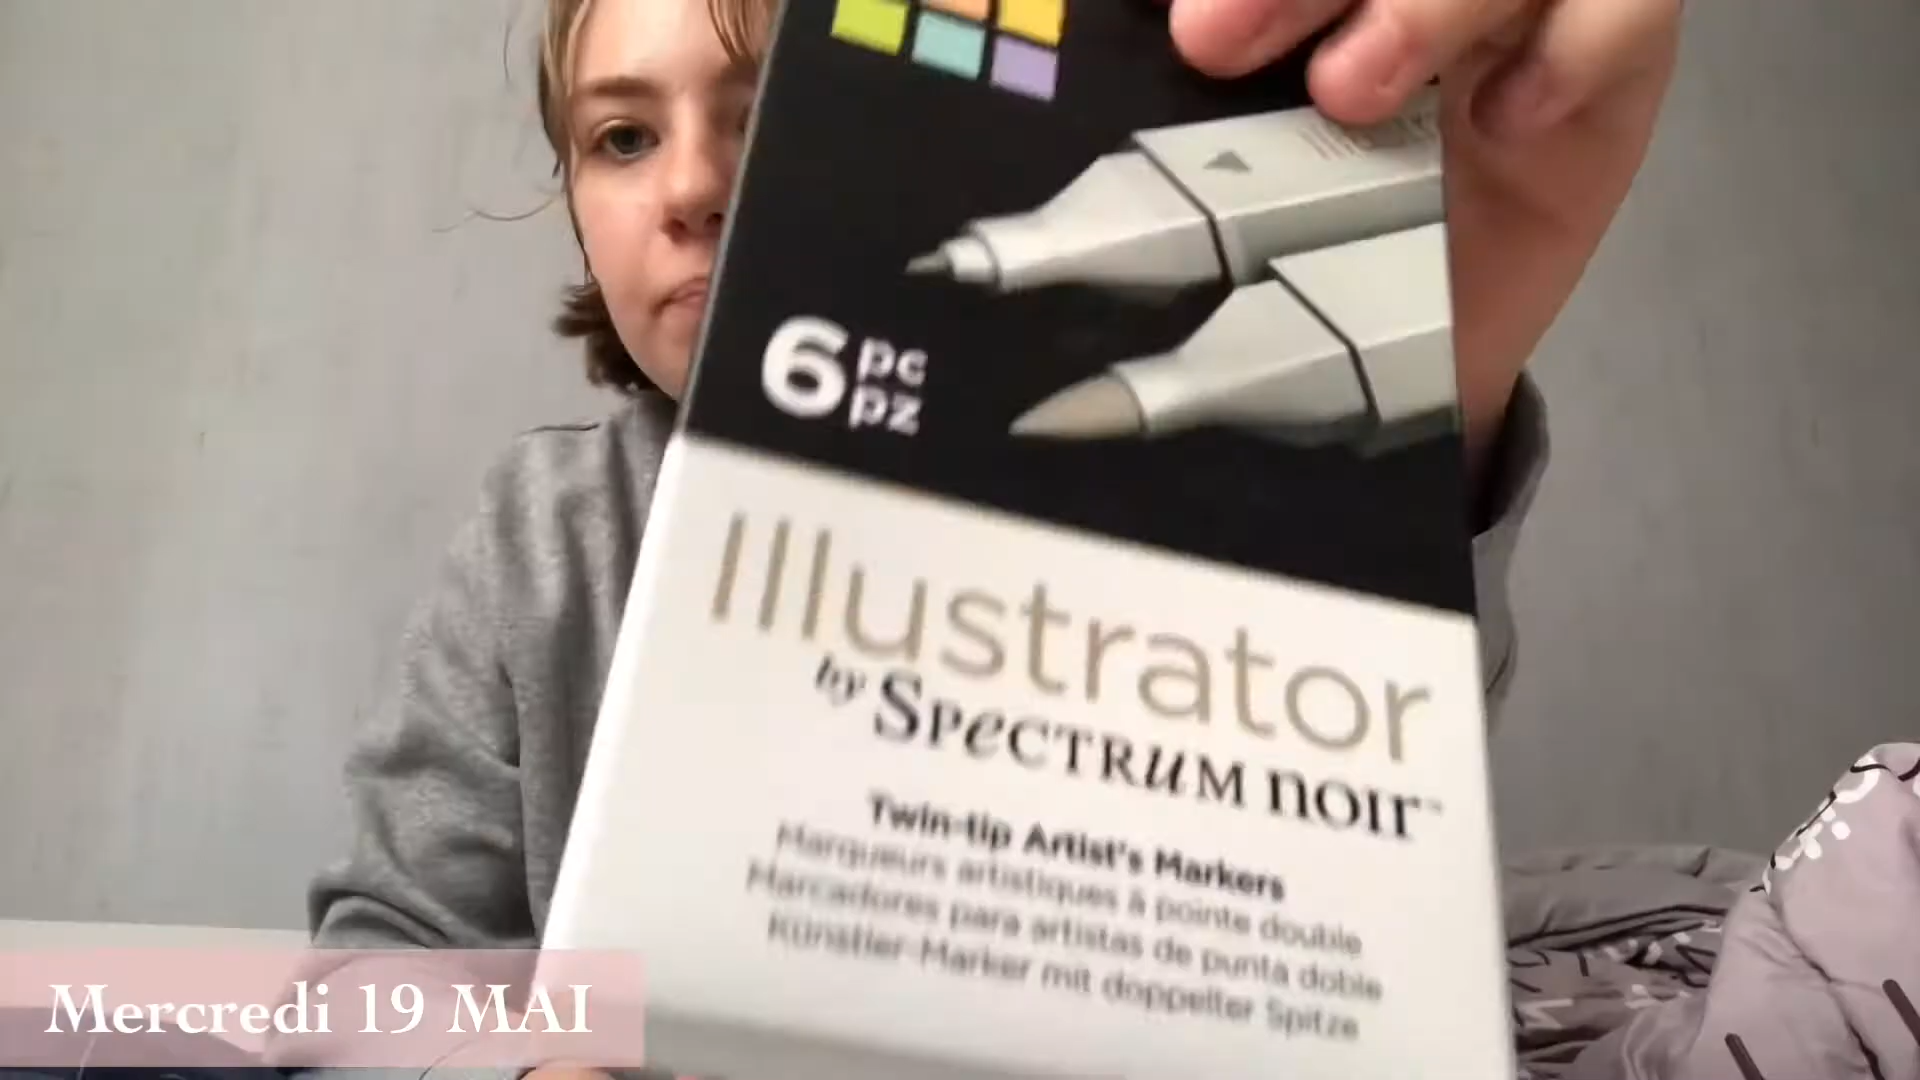 6 pc
pz
Illustrator
by SPECTRUM NOIR™
Twin-tip Artist's Markers
Marqueurs artistiques à pointe double
Marcadores para artistas de punta doble
Künstler-Marker mit doppelter Spitze
Mercredi 19 MAI